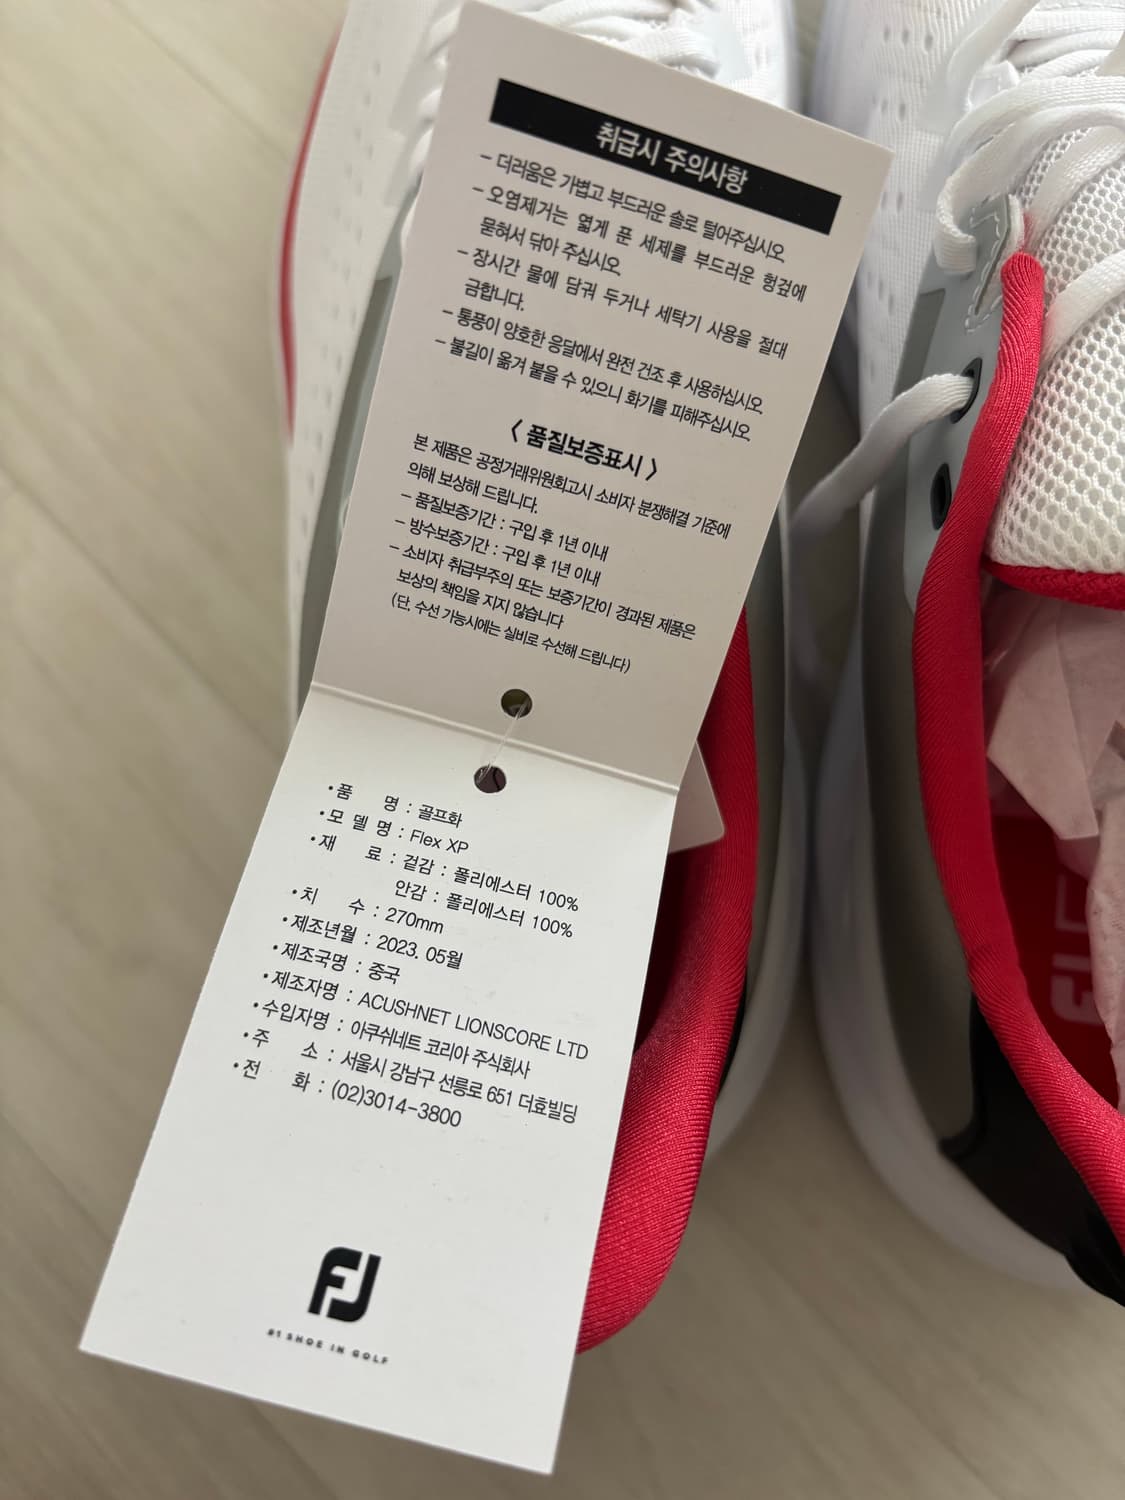 취급시 주의사항
- 더러움은 가볍고 부드러운 솔로 털어주십시오.
- 오염제거는 엷게 푼 세제를 부드러운 헝겊에
묻혀서 닦아 주십시오.
- 장시간 물에 담궈 두거나 세탁기 사용을 절대
금합니다.
- 통풍이 양호한 응달에서 완전 건조 후 사용하십시오.
- 불길이 옮겨 붙을 수 있으니 화기를 피해주십시오.
〈 품질보증표시 〉
본 제품은 공정거래위원회고시 소비자 분쟁해결 기준에
의해 보상해 드립니다.
- 품질보증기간 : 구입 후 1년 이내
- 방수보증기간 : 구입 후 1년 이내
- 소비자 취급부주의 또는 보증기간이 경과된 제품은
보상의 책임을 지지 않습니다
(단, 수선 가능시에는 실비로 수선해 드립니다)
•품 명 : 골프화
•모 델 명 : Flex XP
•재 료 : 겉감 : 폴리에스터 100%
안감 : 폴리에스터 100%
•치 수 : 270mm
•제조년월 : 2023. 05월
•제조국명 : 중국
•제조자명 : ACUSHNET LIONSCORE LTD
•수입자명 : 아쿠쉬네트 코리아 주식회사
•주 소 : 서울시 강남구 선릉로 651 더효빌딩
•전 화 : (02)3014-3800
FJ
#1 SHOE IN GOLF